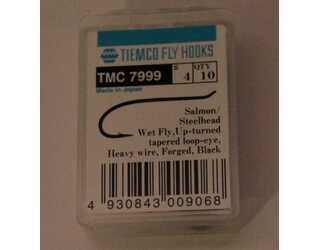 TIEMCO FLY HOOKS
TMC 7999
# 4 QTY 10
Made in Japan
Salmon/
Steelhead
Wet Fly,Up-turned
tapered loop-eye,
Heavy wire, Forged, Black
4 930843 009068